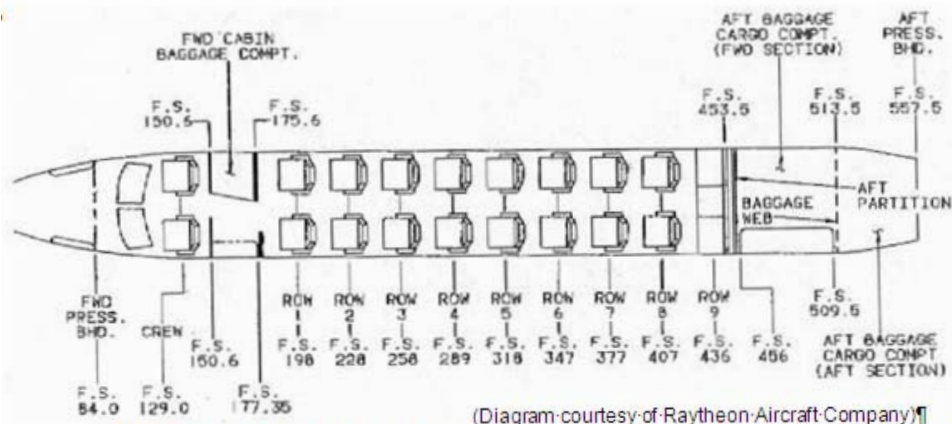 FWD CABIN
BAGGAGE COMPT.
AFT BAGGAGE
CARGO COMPT.
(FWD SECTION)
AFT
PRESS.
BHD.
F.S.
150.6
F.S.
175.6
F.S.
453.5
F.S.
513.5
F.S.
557.5
BAGGAGE
WEB
AFT
PARTITION
FWD
PRESS.
BHD.
CREW
F.S.
150.6
ROW
ROW
2
ROW
3
ROW
4
ROW
5
ROW
6
ROW
7
ROW
8
ROW
9
F.S.
198
F.S.
228
F.S.
258
F.S.
289
F.S.
318
F.S.
347
F.S.
377
F.S.
407
F.S.
436
F.S.
456
F.S.
509.5
AFT BAGGAGE
CARGO COMPT.
(AFT SECTION)
F.S.
84.0
F.S.
129.0
F.S.
177.35
(Diagram·courtesy·of·Raytheon·Aircraft·Company)¶